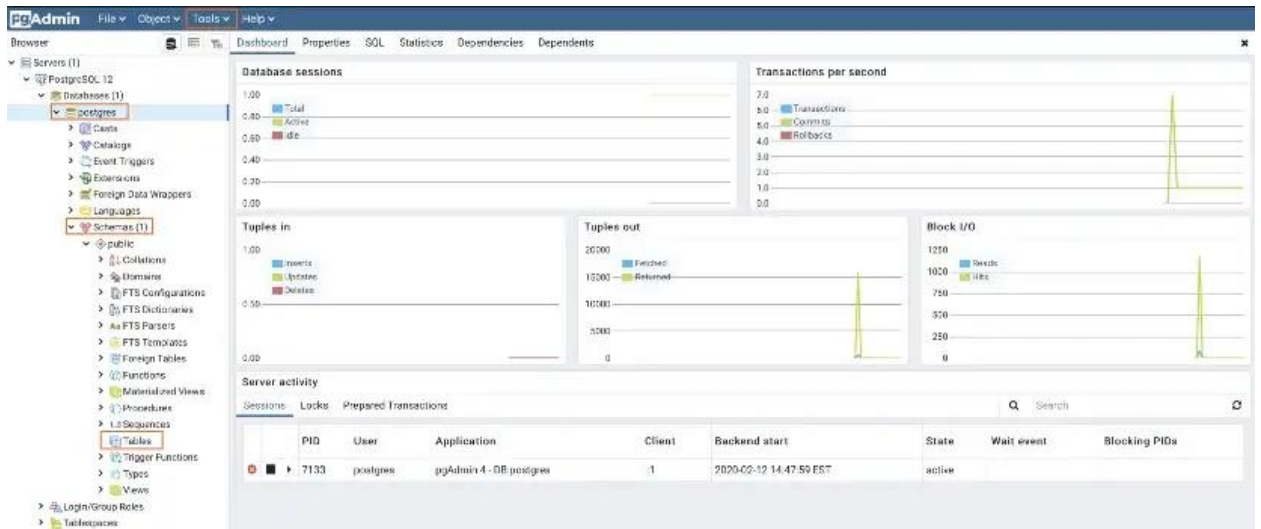 pgAdmin File Object Tools Help
Browser
Dashboard Properties SQL Statistics Dependencies Dependents
Servers (1)
PostgreSQL 12
Databases (1)
postgres
Casts
Catalogs
Event Triggers
Extensions
Foreign Data Wrappers
Languages
Schemas (1)
public
Collations
Domains
FTS Configurations
FTS Dictionaries
FTS Parsers
FTS Templates
Foreign Tables
Functions
Materialized Views
Procedures
1..3 Sequences
Tables
Trigger Functions
Types
Views
Login/Group Roles
Tablespaces
Database sessions
1.00
0.80
0.60
0.40
0.20
0.00
Total
Active
Idle
Transactions per second
7.0
6.0
5.0
4.0
3.0
2.0
1.0
0.0
Transactions
Commits
Rollbacks
Tuples in
1.00
0.50
0.00
Inserts
Updates
Deletes
Tuples out
20000
15000
10000
5000
0
Fetched
Returned
Block I/O
1250
1000
750
500
250
0
Reads
Hits
Server activity
Sessions Locks Prepared Transactions
Search
PID User Application Client Backend start State Wait event Blocking PIDs
7133 postgres pgAdmin 4 - DB postgres :1 2020-02-12 14:47:59 EST active